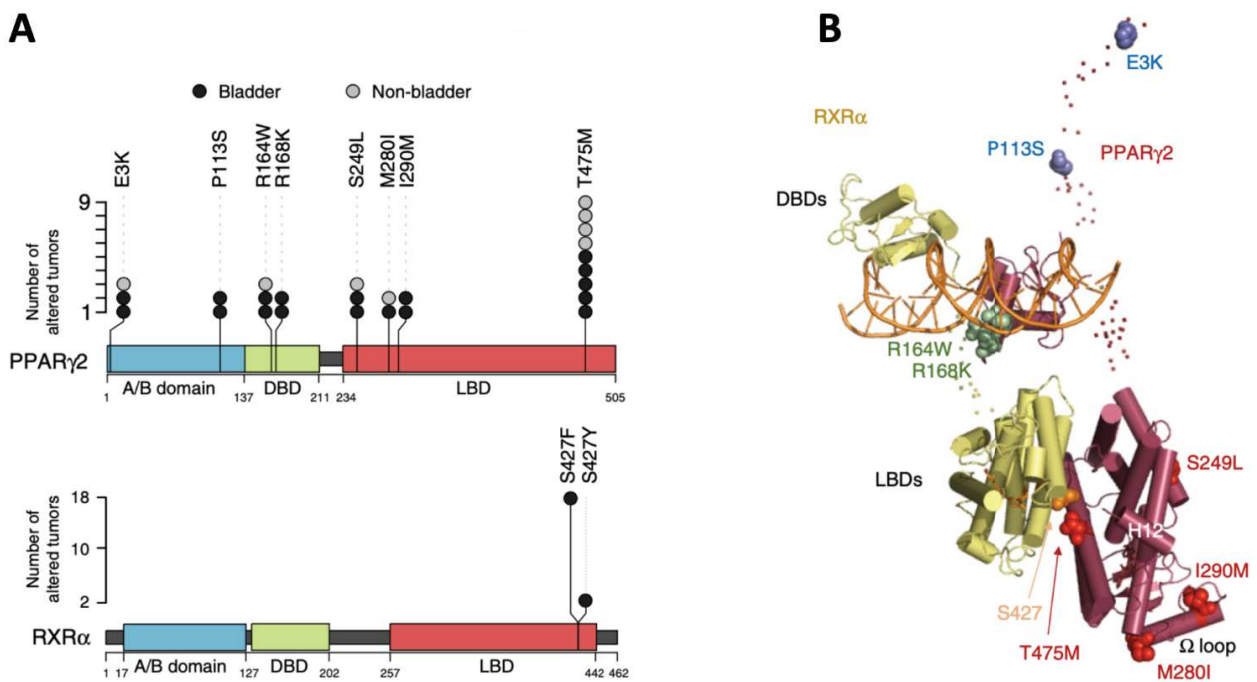 A
Bladder
Non-bladder
E3K
P113S
R164W
R168K
S249L
M280I
I290M
T475M
9
1
Number of
altered tumors
PPARγ2
A/B domain
DBD
LBD
1
137
211
234
505
S427F
S427Y
18
10
2
Number of
altered tumors
RXRα
A/B domain
DBD
LBD
1
17
127
202
257
442
462
B
E3K
RXRα
P113S
PPARγ2
DBDs
R164W
R168K
LBDs
S249L
H12
I290M
S427
Ω loop
T475M
M280I